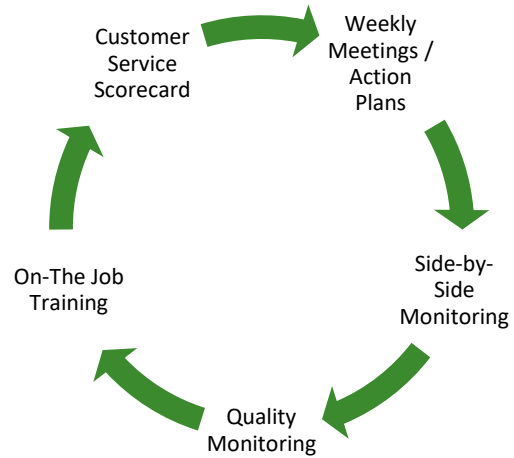 Customer
Service
Scorecard
Weekly
Meetings /
Action
Plans
Side-by-
Side
Monitoring
Quality
Monitoring
On-The Job
Training